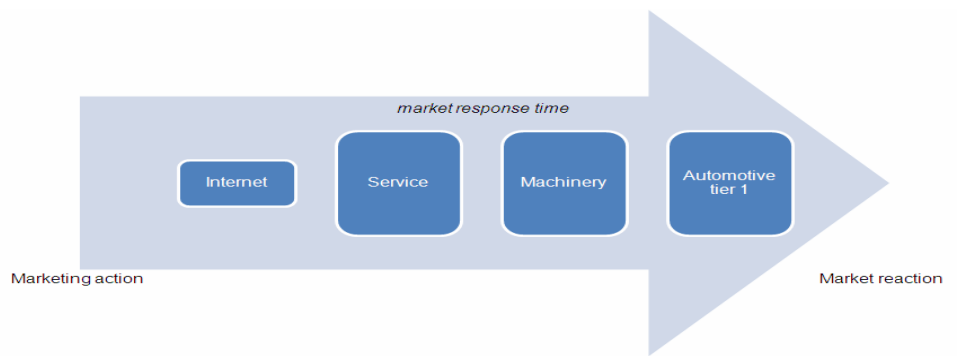 market response time
Internet
Service
Machinery
Automotive
tier 1
Marketing action
Market reaction